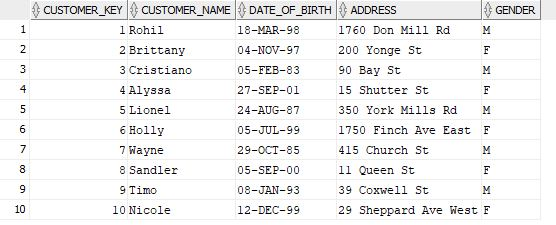 CUSTOMER_KEY CUSTOMER_NAME DATE_OF_BIRTH ADDRESS GENDER
1 1 Rohil 18-MAR-98 1760 Don Mill Rd M
2 2 Brittany 04-NOV-97 200 Yonge St F
3 3 Cristiano 05-FEB-83 90 Bay St M
4 4 Alyssa 27-SEP-01 15 Shutter St F
5 5 Lionel 24-AUG-87 350 York Mills Rd M
6 6 Holly 05-JUL-99 1750 Finch Ave East F
7 7 Wayne 29-OCT-85 415 Church St M
8 8 Sandler 05-SEP-00 11 Queen St F
9 9 Timo 08-JAN-93 39 Coxwell St M
10 10 Nicole 12-DEC-99 29 Sheppard Ave West F